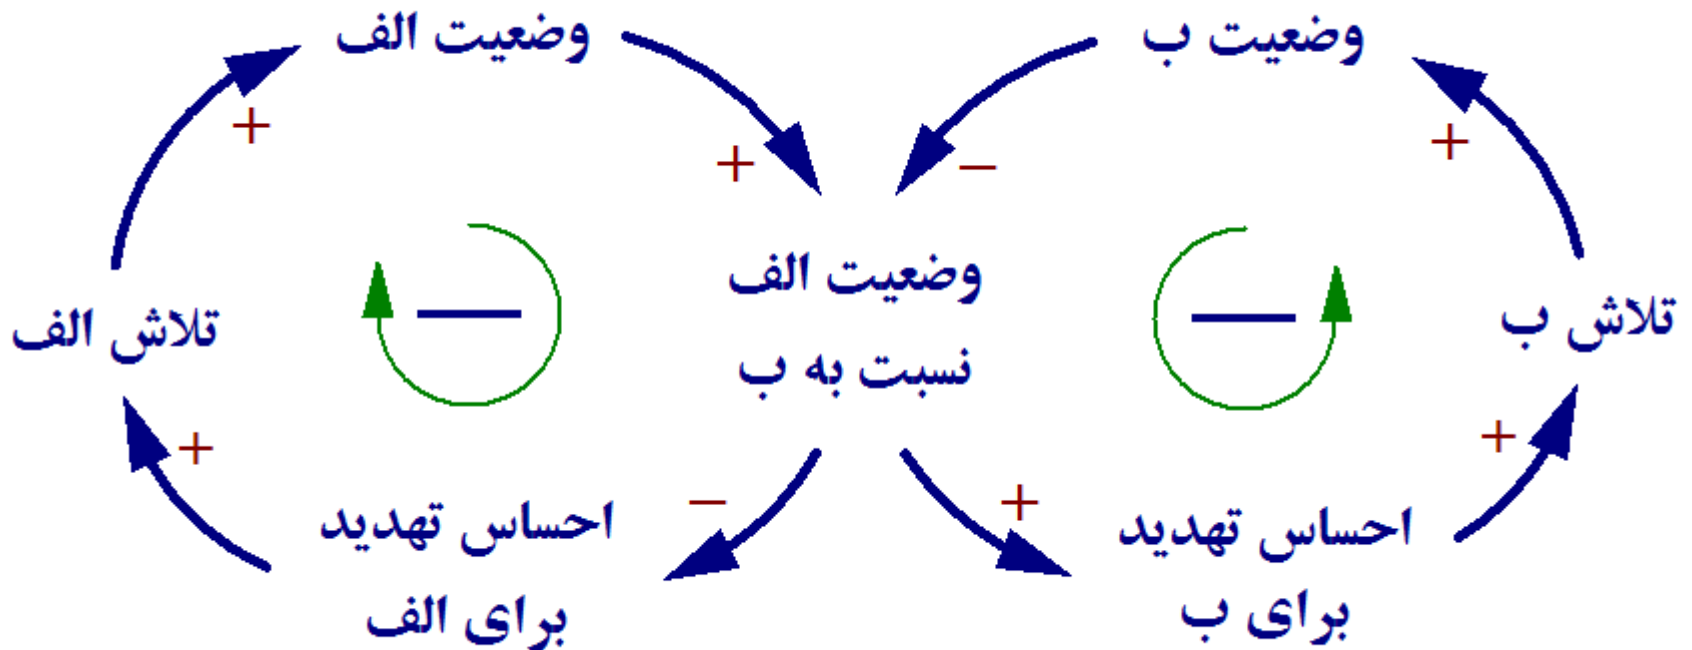 وضعیت ب
وضعیت الف
+
+
+
−
وضعیت الف
نسبت به ب
تلاش ب
تلاش الف
−
−
+
+
−
+
احساس تهدید
برای ب
احساس تهدید
برای الف